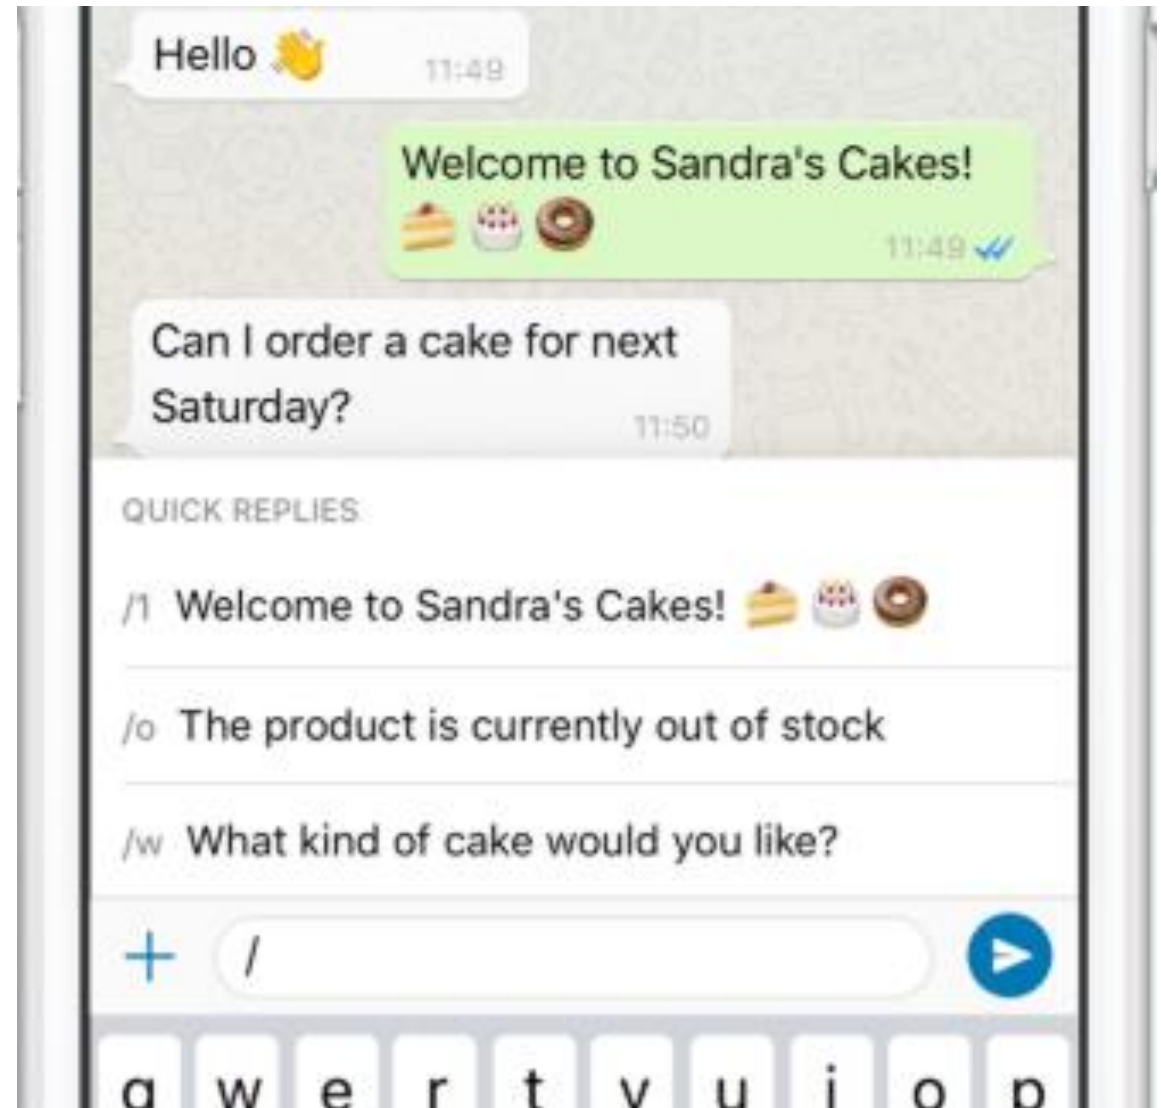 Hello 👋 11:49
Welcome to Sandra's Cakes!
🍰 🎂 🍩 11:49
Can I order a cake for next
Saturday? 11:50
QUICK REPLIES
/1 Welcome to Sandra's Cakes! 🍰 🎂 🍩
/o The product is currently out of stock
/w What kind of cake would you like?
/
q w e r t y u i o p